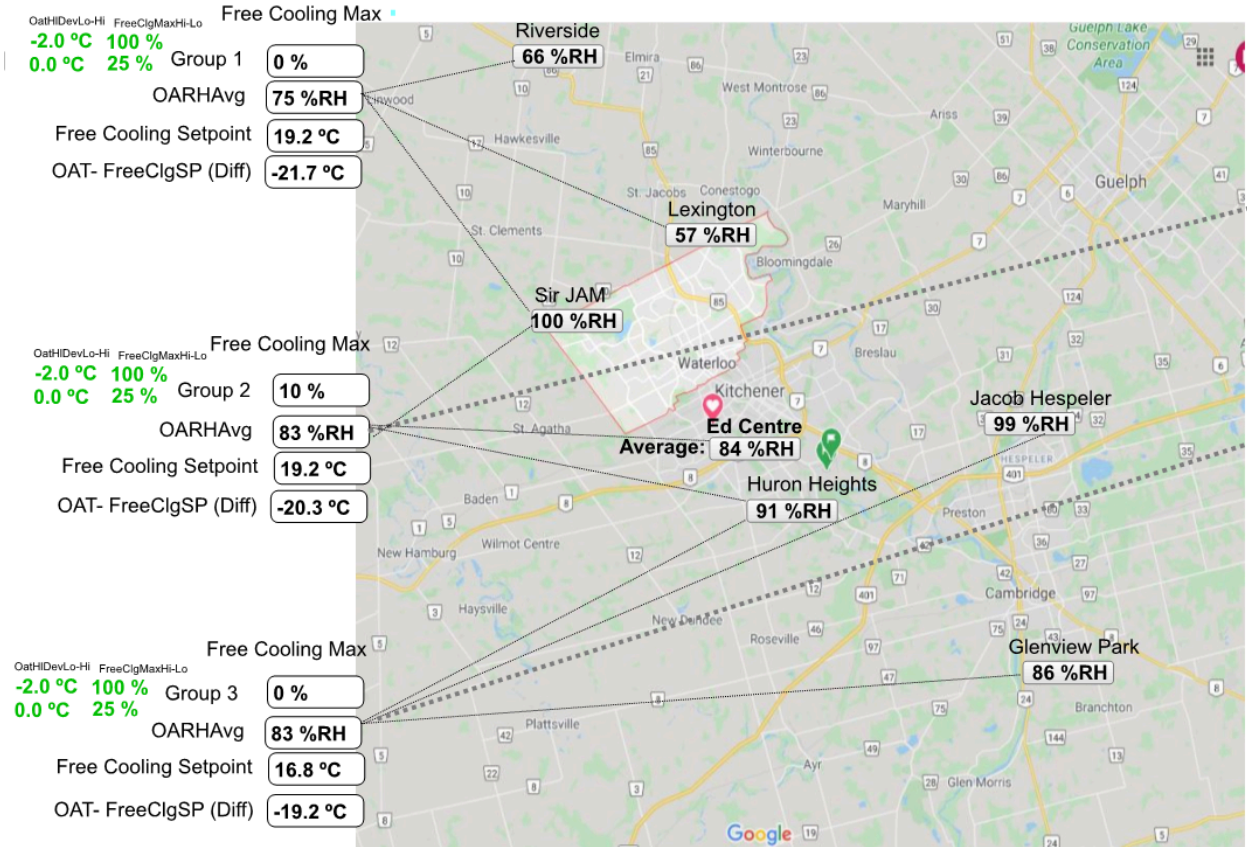 Free Cooling Max
OatHIDevLo-Hi FreeClgMaxHi-Lo
-2.0 ºC 100 %
0.0 ºC 25 %
Group 1 0 %
OARHAvg 75 %RH
Free Cooling Setpoint 19.2 ºC
OAT- FreeClgSP (Diff) -21.7 ºC
Free Cooling Max
OatHIDevLo-Hi FreeClgMaxHi-Lo
-2.0 ºC 100 %
0.0 ºC 25 %
Group 2 10 %
OARHAvg 83 %RH
Free Cooling Setpoint 19.2 ºC
OAT- FreeClgSP (Diff) -20.3 ºC
Free Cooling Max
OatHIDevLo-Hi FreeClgMaxHi-Lo
-2.0 ºC 100 %
0.0 ºC 25 %
Group 3 0 %
OARHAvg 83 %RH
Free Cooling Setpoint 16.8 ºC
OAT- FreeClgSP (Diff) -19.2 ºC
Riverside
66 %RH
Lexington
57 %RH
Sir JAM
100 %RH
Ed Centre
Average: 84 %RH
Huron Heights
91 %RH
Jacob Hespeler
99 %RH
Glenview Park
86 %RH
Guelph Lake
Conservation
Area
Elmira
West Montrose
Linwood
Ariss
Hawkesville
Winterbourne
Guelph
St. Jacobs
Conestogo
Maryhill
St. Clements
Bloomingdale
Waterloo
Breslau
Kitchener
St. Agatha
HESPELER
Baden
Preston
Wilmot Centre
New Hamburg
Cambridge
Haysville
New Dundee
Roseville
Branchton
Plattsville
Ayr
Glen Morris
Google